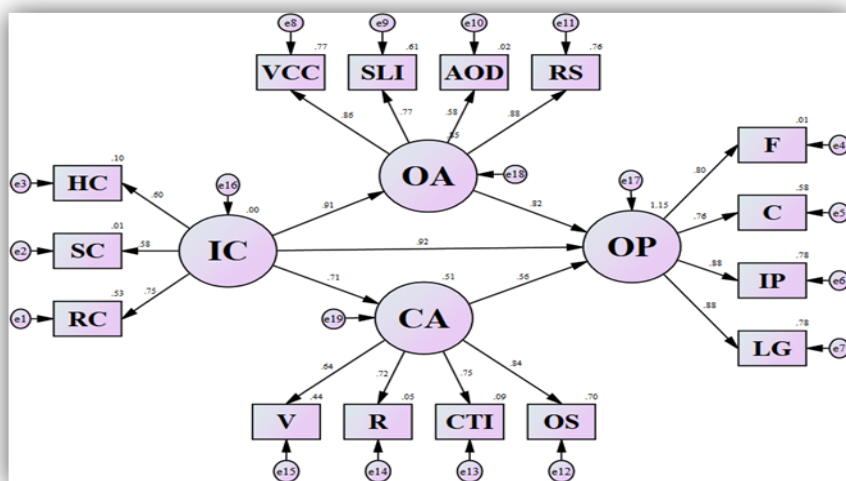 e8 e9 e10 e11
.77 .61 .02 .76
VCC SLI AOD RS
.86 .77 .58 .88
.85
OA
e18
e3
.10
HC
.60
e2
.01
SC
.58
e1
.53
RC
.75
e16
.00
IC
.91
.92
.71
.82
e17
1.15
OP
.51
CA
e19
.56
.80
.01
F
e4
.76
.58
C
e5
.88
.78
IP
e6
.88
.78
LG
e7
.64 .72 .75 .84
.44 .05 .09 .70
V R CTI OS
e15 e14 e13 e12